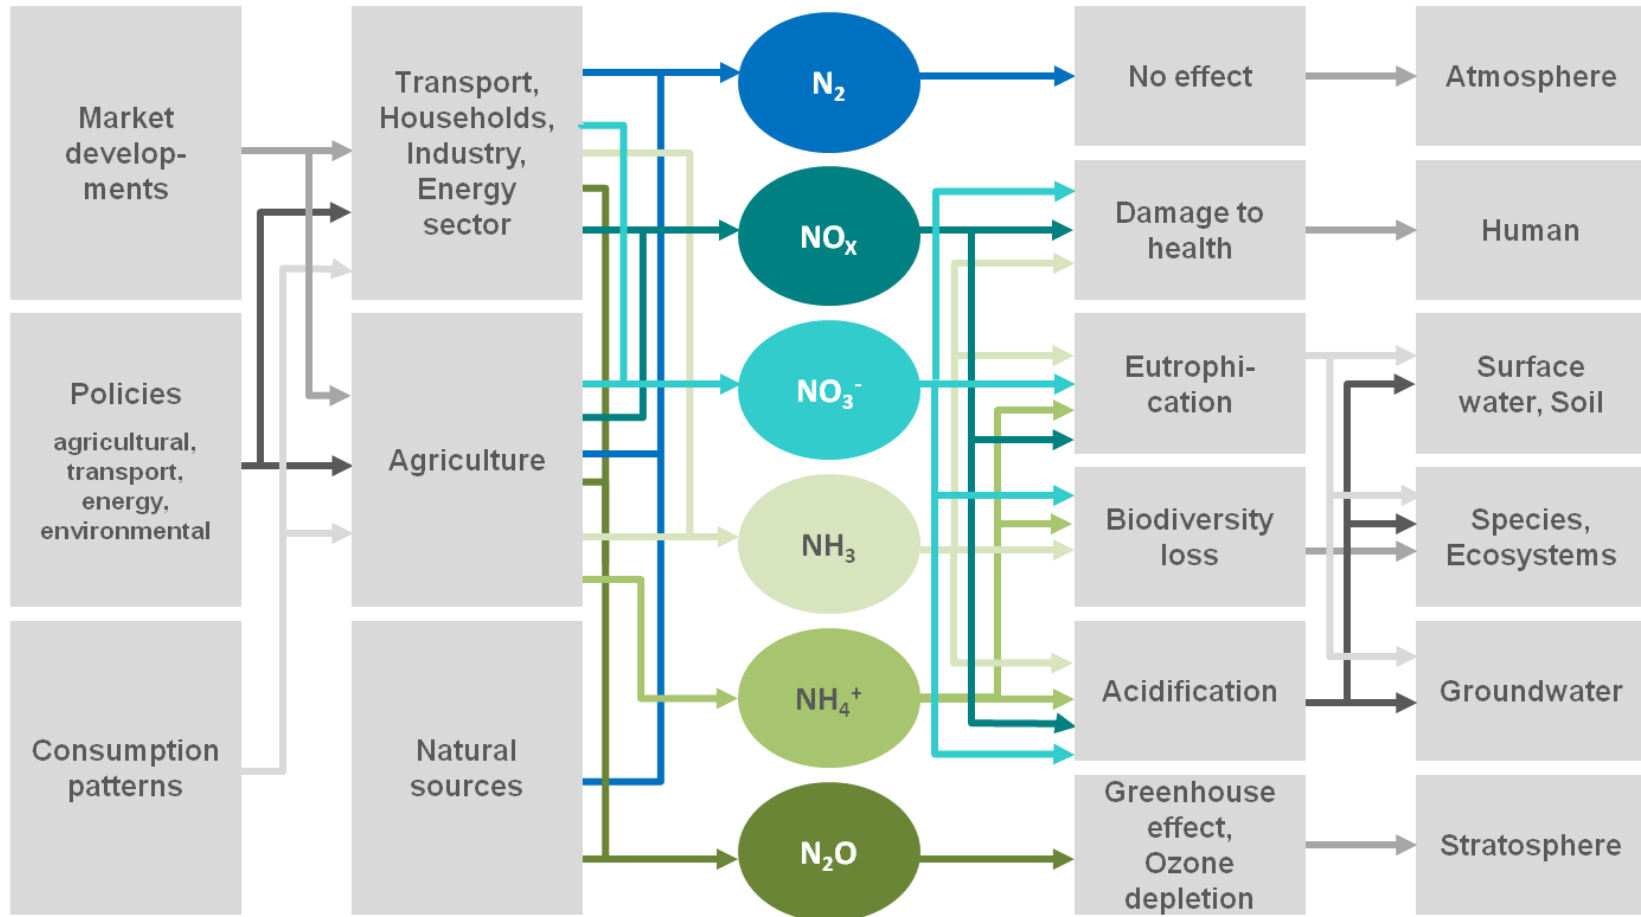 Market
develop-
ments
Policies
agricultural,
transport,
energy,
environmental
Consumption
patterns
Transport,
Households,
Industry,
Energy
sector
Agriculture
Natural
sources
N₂
NOₓ
NO₃⁻
NH₃
NH₄⁺
N₂O
No effect
Damage to
health
Eutrophi-
cation
Biodiversity
loss
Acidification
Greenhouse
effect,
Ozone
depletion
Atmosphere
Human
Surface
water, Soil
Species,
Ecosystems
Groundwater
Stratosphere